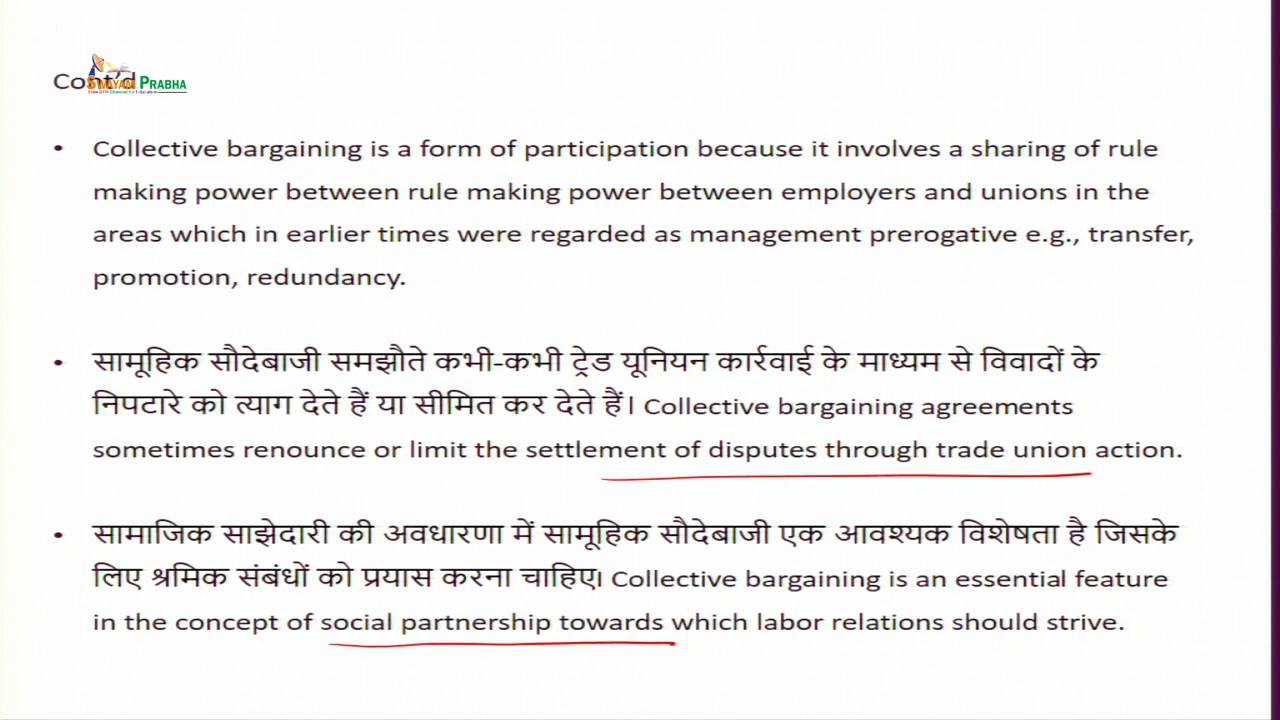 Cont'd
SWAYAM PRABHA
• Collective bargaining is a form of participation because it involves a sharing of rule
making power between rule making power between employers and unions in the
areas which in earlier times were regarded as management prerogative e.g., transfer,
promotion, redundancy.
• सामूहिक सौदेबाजी समझौते कभी-कभी ट्रेड यूनियन कार्रवाई के माध्यम से विवादों के
निपटारे को त्याग देते हैं या सीमित कर देते हैं। Collective bargaining agreements
sometimes renounce or limit the settlement of disputes through trade union action.
• सामाजिक साझेदारी की अवधारणा में सामूहिक सौदेबाजी एक आवश्यक विशेषता है जिसके
लिए श्रमिक संबंधों को प्रयास करना चाहिए। Collective bargaining is an essential feature
in the concept of social partnership towards which labor relations should strive.